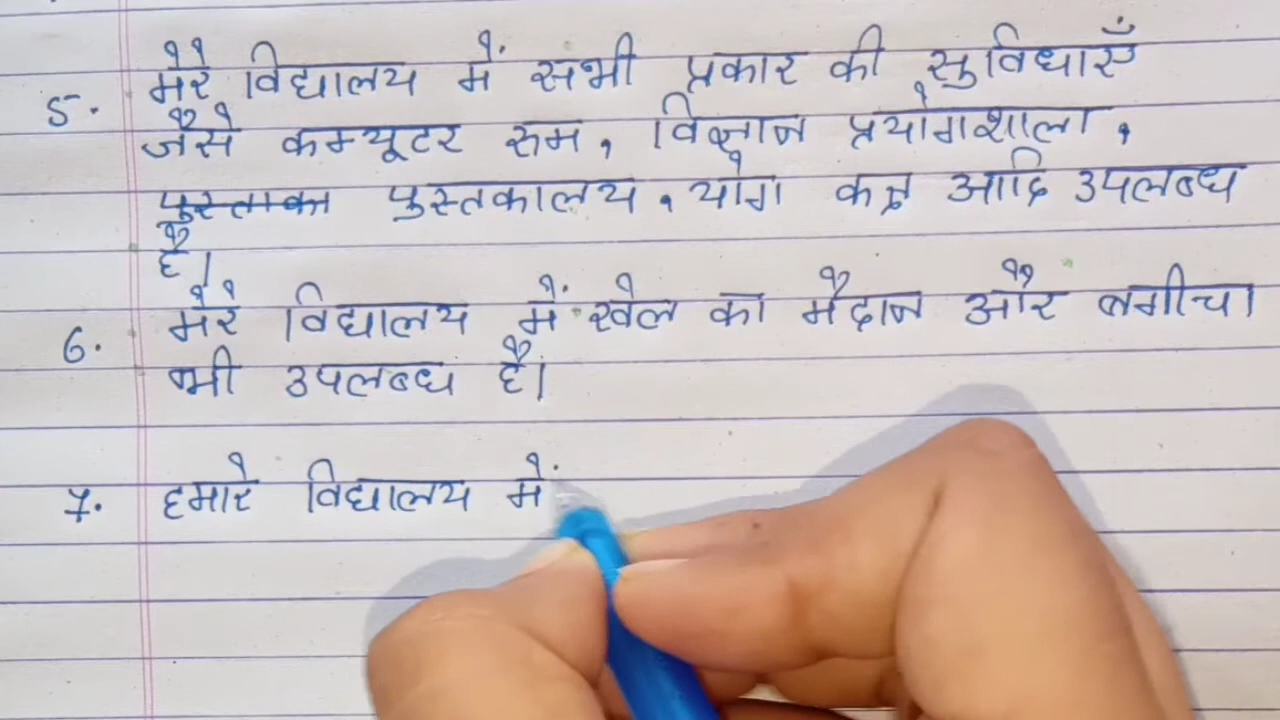 5. मेरे विद्यालय में सभी प्रकार की सुविधाएँ
जैसे कम्प्यूटर रूम, विज्ञान प्रयोगशाला,
पुस्ताका पुस्तकालय, योग कक्ष आदि उपलब्ध
है।
6. मेरे विद्यालय में खेल का मैदान और बगीचा
भी उपलब्ध है।
7. हमारे विद्यालय में